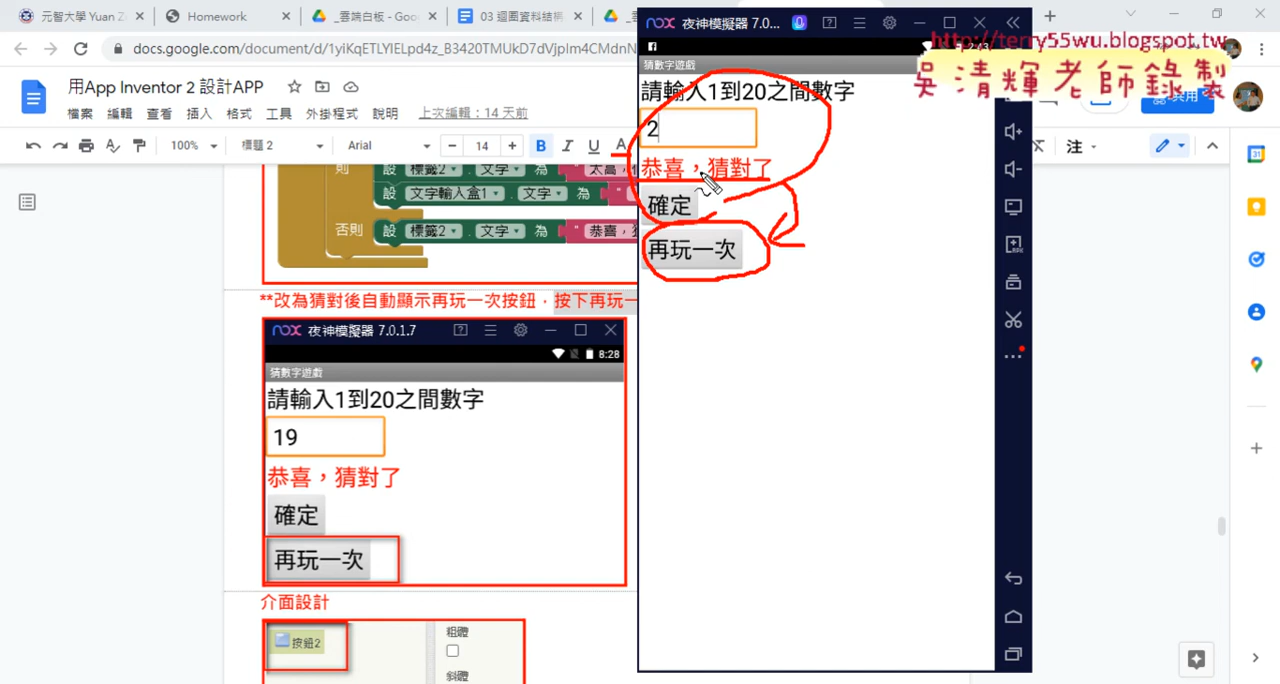 元智大學 Yuan Z
Homework
_雲端白板 - Goo
03 迴圈資料結構
docs.google.com/document/d/1yiKqETLYIELpd4z_B3420TMUkD7dVjpIm4CMdnN
用App Inventor 2 設計APP
檔案 編輯 查看 插入 格式 工具 外掛程式 說明 上次編輯：14 天前
100% 標題 2 Arial 14 B I U A
注
共用
http://terry55wu.blogspot.tw
吳清輝老師錄製
則 設 標籤2 . 文字 為 " 太高，
設 文字輸入盒1 . 文字 為 "
否則 設 標籤2 . 文字 為 " 恭喜，
**改為猜對後自動顯示再玩一次按鈕，按下再玩一
nox 夜神模擬器 7.0.1.7
8:28
猜數字遊戲
請輸入1到20之間數字
19
恭喜，猜對了
確定
再玩一次
介面設計
按鈕2
粗體
斜體
nox 夜神模擬器 7.0...
2:43
猜數字遊戲
請輸入1到20之間數字
2
恭喜，猜對了
確定
再玩一次